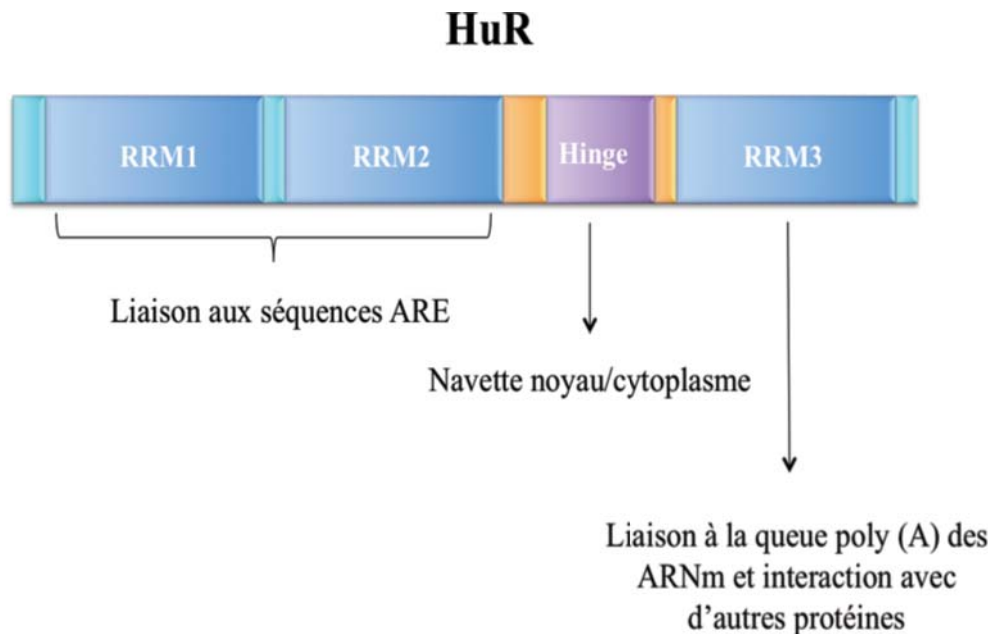 HuR
RRM1
RRM2
Hinge
RRM3
Liaison aux séquences ARE
Navette noyau/cytoplasme
Liaison à la queue poly (A) des
ARNm et interaction avec
d'autres protéines